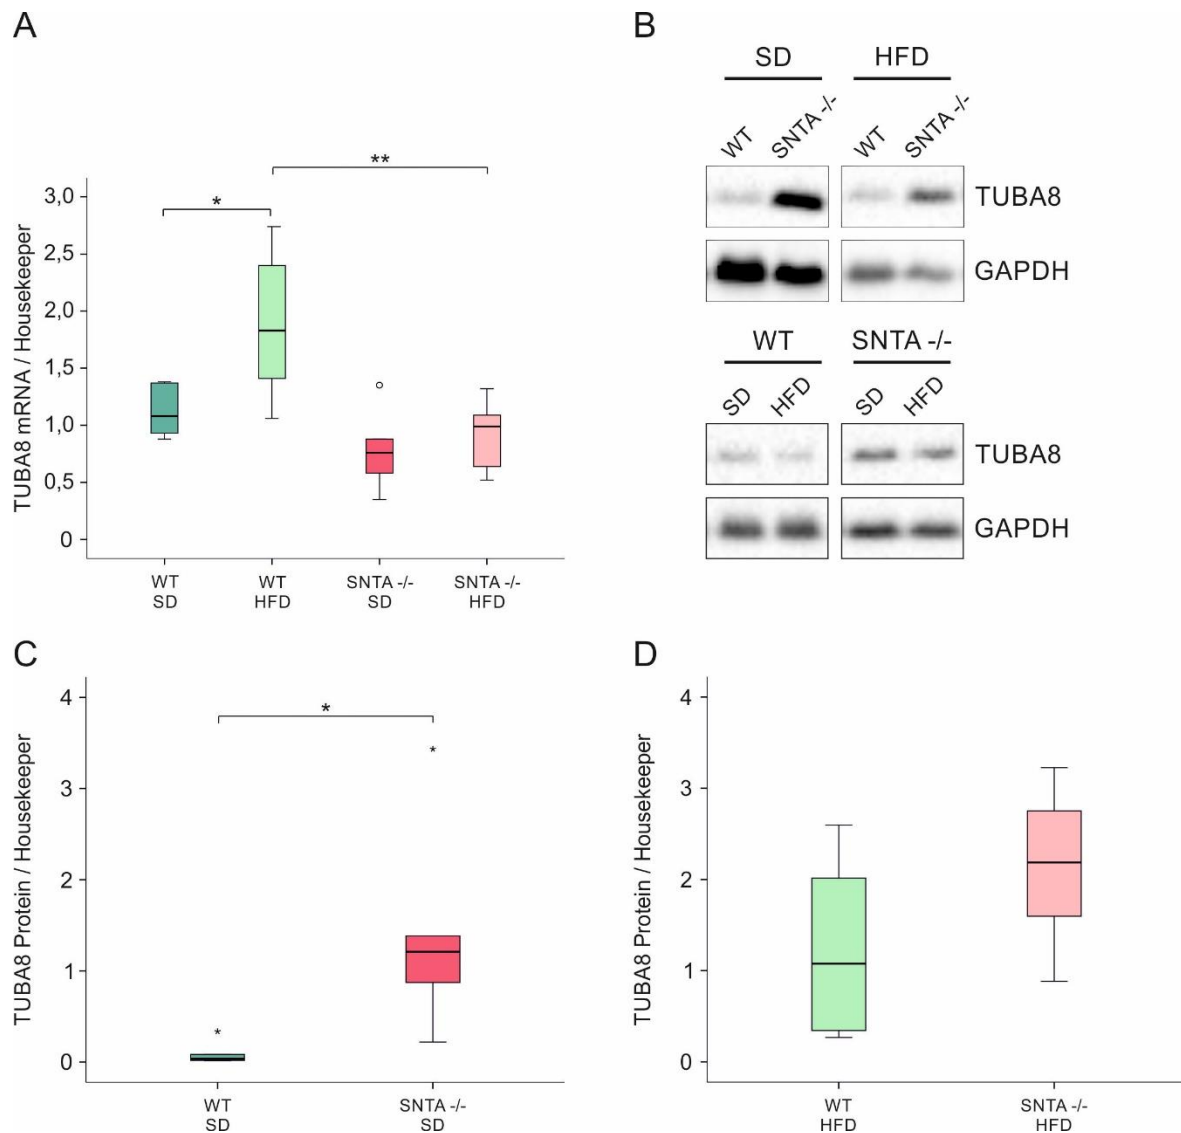 A
TUBA8 mRNA / Housekeeper
3,0
2,5
2,0
1,5
1,0
0,5
0
*
**
WT
SD
WT
HFD
SNTA -/-
SD
SNTA -/-
HFD
B
SD HFD
WT SNTA -/- WT SNTA -/-
TUBA8
GAPDH
WT SNTA -/-
SD HFD SD HFD
TUBA8
GAPDH
C
TUBA8 Protein / Housekeeper
4
3
2
1
0
*
*
*
WT
SD
SNTA -/-
SD
D
TUBA8 Protein / Housekeeper
4
3
2
1
0
WT
HFD
SNTA -/-
HFD